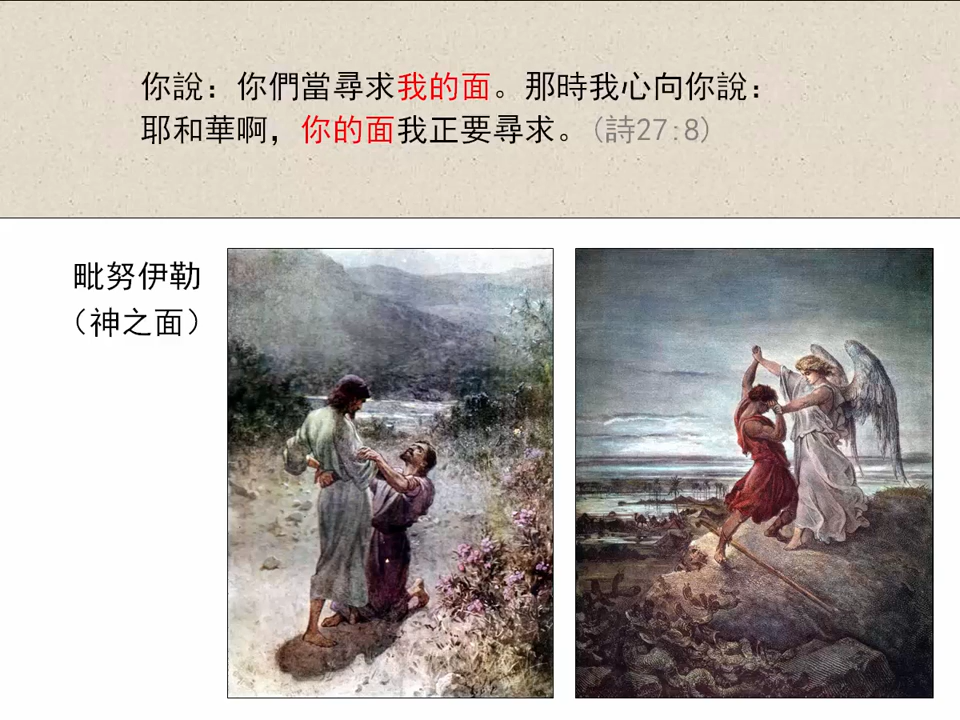 你說：你們當尋求我的面。那時我心向你說：
耶和華啊，你的面我正要尋求。(詩27:8)
毗努伊勒
（神之面）